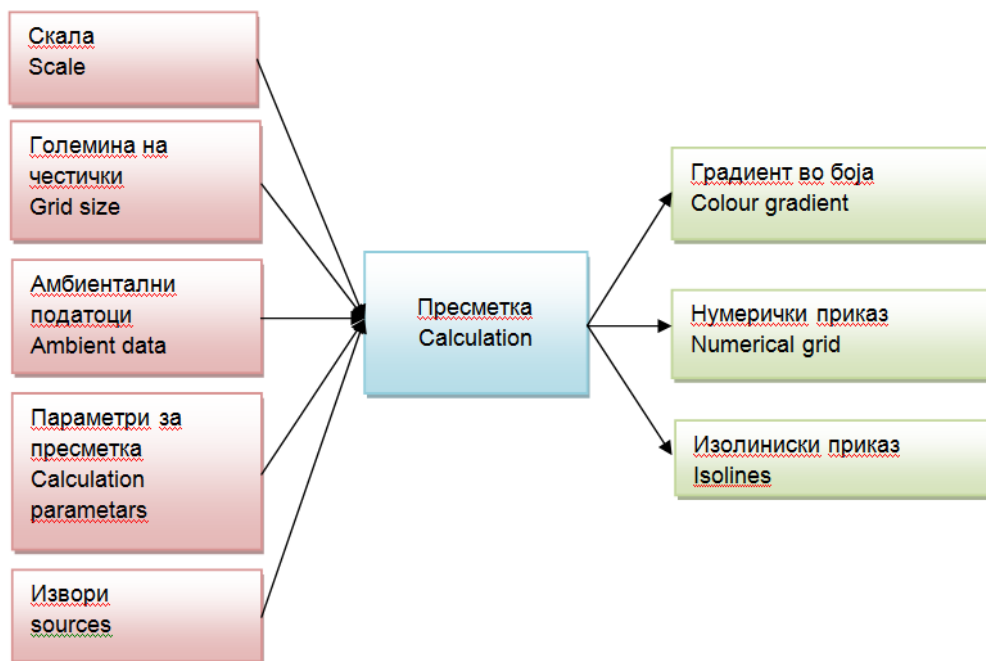 Скала
Scale
Големина на
честички
Grid size
Амбиентални
податоци
Ambient data
Параметри за
пресметка
Calculation
parametars
Извори
sources
Пресметка
Calculation
Градиент во боја
Colour gradient
Нумерички приказ
Numerical grid
Изолиниски приказ
Isolines